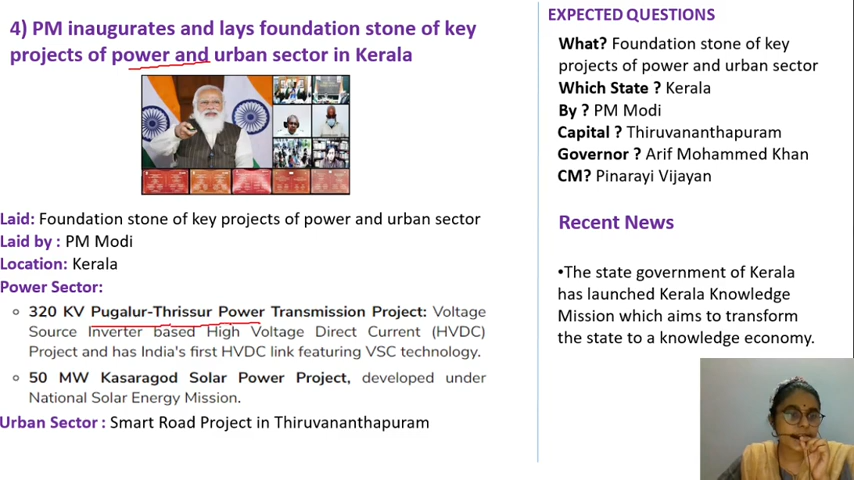 4) PM inaugurates and lays foundation stone of key
projects of power and urban sector in Kerala
Laid: Foundation stone of key projects of power and urban sector
Laid by : PM Modi
Location: Kerala
Power Sector:
320 KV Pugalur-Thrissur Power Transmission Project: Voltage
Source Inverter based High Voltage Direct Current (HVDC)
Project and has India's first HVDC link featuring VSC technology.
50 MW Kasaragod Solar Power Project, developed under
National Solar Energy Mission.
Urban Sector : Smart Road Project in Thiruvananthapuram
EXPECTED QUESTIONS
What? Foundation stone of key
projects of power and urban sector
Which State ? Kerala
By ? PM Modi
Capital ? Thiruvananthapuram
Governor ? Arif Mohammed Khan
CM? Pinarayi Vijayan
Recent News
•The state government of Kerala
has launched Kerala Knowledge
Mission which aims to transform
the state to a knowledge economy.